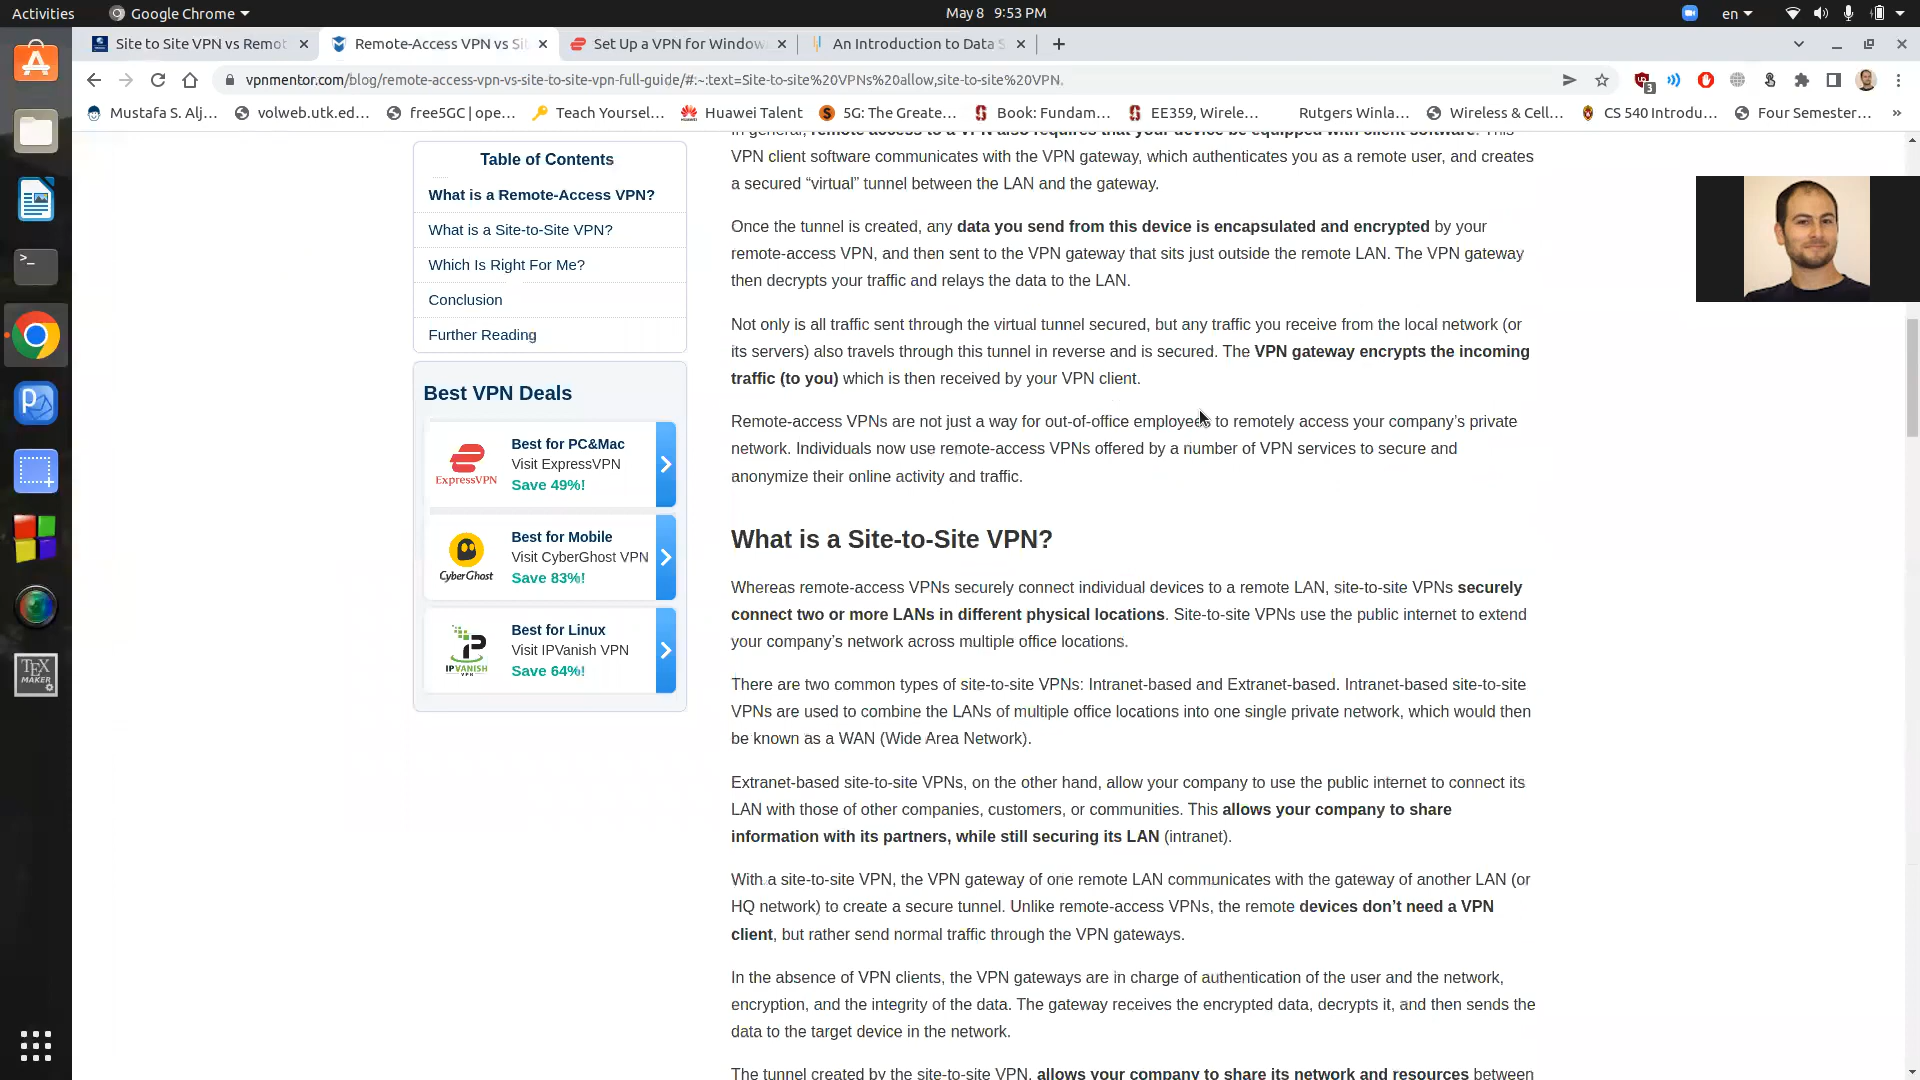 Activities
Google Chrome
May 8 9:53 PM
en
Site to Site VPN vs Remot
Remote-Access VPN vs Sit
Set Up a VPN for Window
An Introduction to Data S
vpnmentor.com/blog/remote-access-vpn-vs-site-to-site-vpn-full-guide/#:~:text=Site-to-site%20VPNs%20allow,site-to-site%20VPN.
3
Mustafa S. Alj...
volweb.utk.ed...
free5GC | ope...
Teach Yoursel...
Huawei Talent
5G: The Greate...
Book: Fundam...
EE359, Wirele...
Rutgers Winla...
Wireless & Cell...
CS 540 Introdu...
Four Semester...
»
Table of Contents
What is a Remote-Access VPN?
What is a Site-to-Site VPN?
Which Is Right For Me?
Conclusion
Further Reading
Best VPN Deals
ExpressVPN
Best for PC&Mac
Visit ExpressVPN
Save 49%!
CyberGhost
Best for Mobile
Visit CyberGhost VPN
Save 83%!
IPVANISH
VPN
Best for Linux
Visit IPVanish VPN
Save 64%!
In general, remote access to a VPN also requires that your device be equipped with client software. This
VPN client software communicates with the VPN gateway, which authenticates you as a remote user, and creates
a secured “virtual” tunnel between the LAN and the gateway.
Once the tunnel is created, any data you send from this device is encapsulated and encrypted by your
remote-access VPN, and then sent to the VPN gateway that sits just outside the remote LAN. The VPN gateway
then decrypts your traffic and relays the data to the LAN.
Not only is all traffic sent through the virtual tunnel secured, but any traffic you receive from the local network (or
its servers) also travels through this tunnel in reverse and is secured. The VPN gateway encrypts the incoming
traffic (to you) which is then received by your VPN client.
Remote-access VPNs are not just a way for out-of-office employees to remotely access your company’s private
network. Individuals now use remote-access VPNs offered by a number of VPN services to secure and
anonymize their online activity and traffic.
What is a Site-to-Site VPN?
Whereas remote-access VPNs securely connect individual devices to a remote LAN, site-to-site VPNs securely
connect two or more LANs in different physical locations. Site-to-site VPNs use the public internet to extend
your company’s network across multiple office locations.
There are two common types of site-to-site VPNs: Intranet-based and Extranet-based. Intranet-based site-to-site
VPNs are used to combine the LANs of multiple office locations into one single private network, which would then
be known as a WAN (Wide Area Network).
Extranet-based site-to-site VPNs, on the other hand, allow your company to use the public internet to connect its
LAN with those of other companies, customers, or communities. This allows your company to share
information with its partners, while still securing its LAN (intranet).
With a site-to-site VPN, the VPN gateway of one remote LAN communicates with the gateway of another LAN (or
HQ network) to create a secure tunnel. Unlike remote-access VPNs, the remote devices don’t need a VPN
client, but rather send normal traffic through the VPN gateways.
In the absence of VPN clients, the VPN gateways are in charge of authentication of the user and the network,
encryption, and the integrity of the data. The gateway receives the encrypted data, decrypts it, and then sends the
data to the target device in the network.
The tunnel created by the site-to-site VPN, allows your company to share its network and resources between
>_
TEX
MAKER